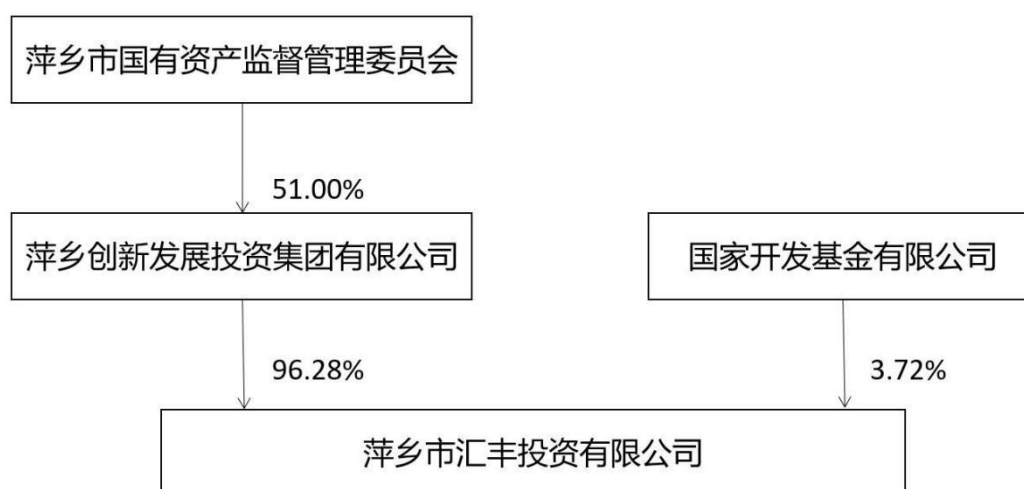 萍乡市国有资产监督管理委员会
51.00%
萍乡创新发展投资集团有限公司
国家开发基金有限公司
96.28%
3.72%
萍乡市汇丰投资有限公司